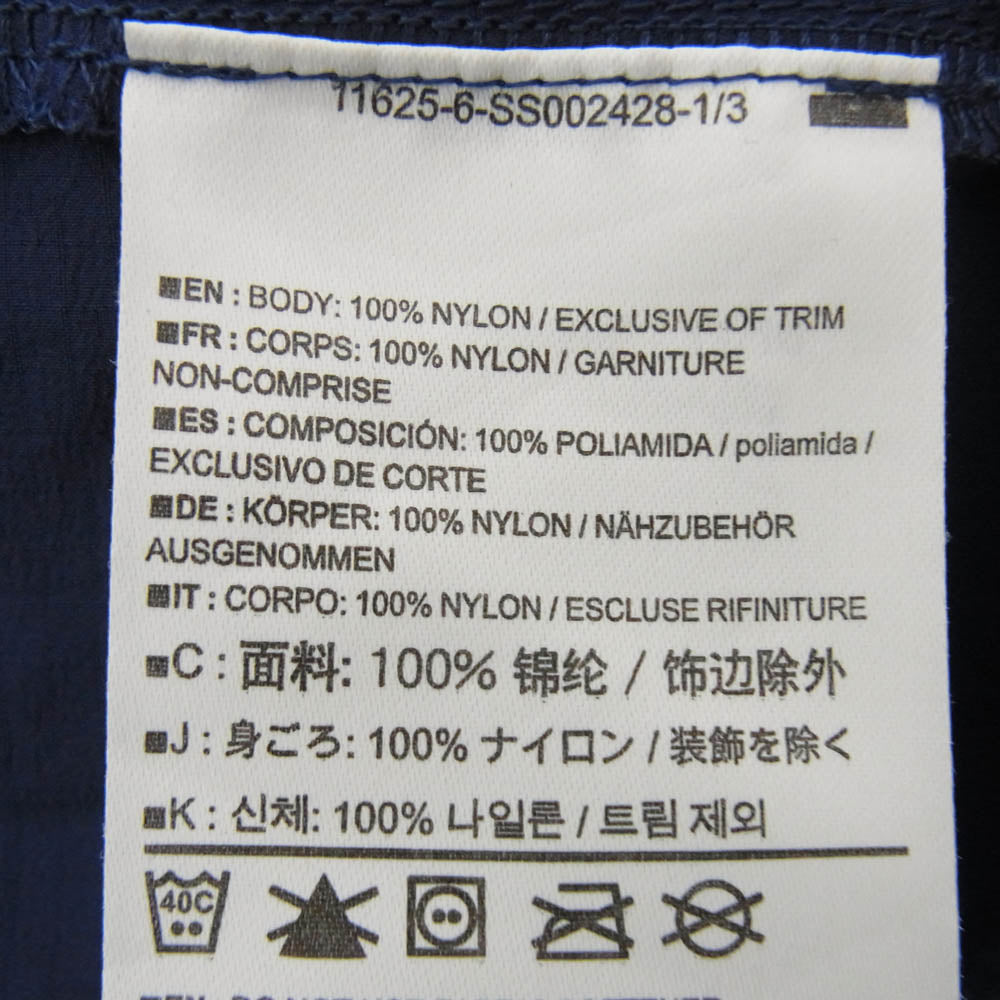 11625-6-SS002428-1/3
EN : BODY: 100% NYLON / EXCLUSIVE OF TRIM
FR : CORPS: 100% NYLON / GARNITURE
NON-COMPRISE
ES : COMPOSICIÓN: 100% POLIAMIDA / poliamida /
EXCLUSIVO DE CORTE
DE : KÖRPER: 100% NYLON / NÄHZUBEHÖR
AUSGENOMMEN
IT : CORPO: 100% NYLON / ESCLUSE RIFINITURE
C : 面料: 100% 锦纶 / 饰边除外
J : 身ごろ: 100% ナイロン / 装飾を除く
K : 신체: 100% 나일론 / 트림 제외
40C